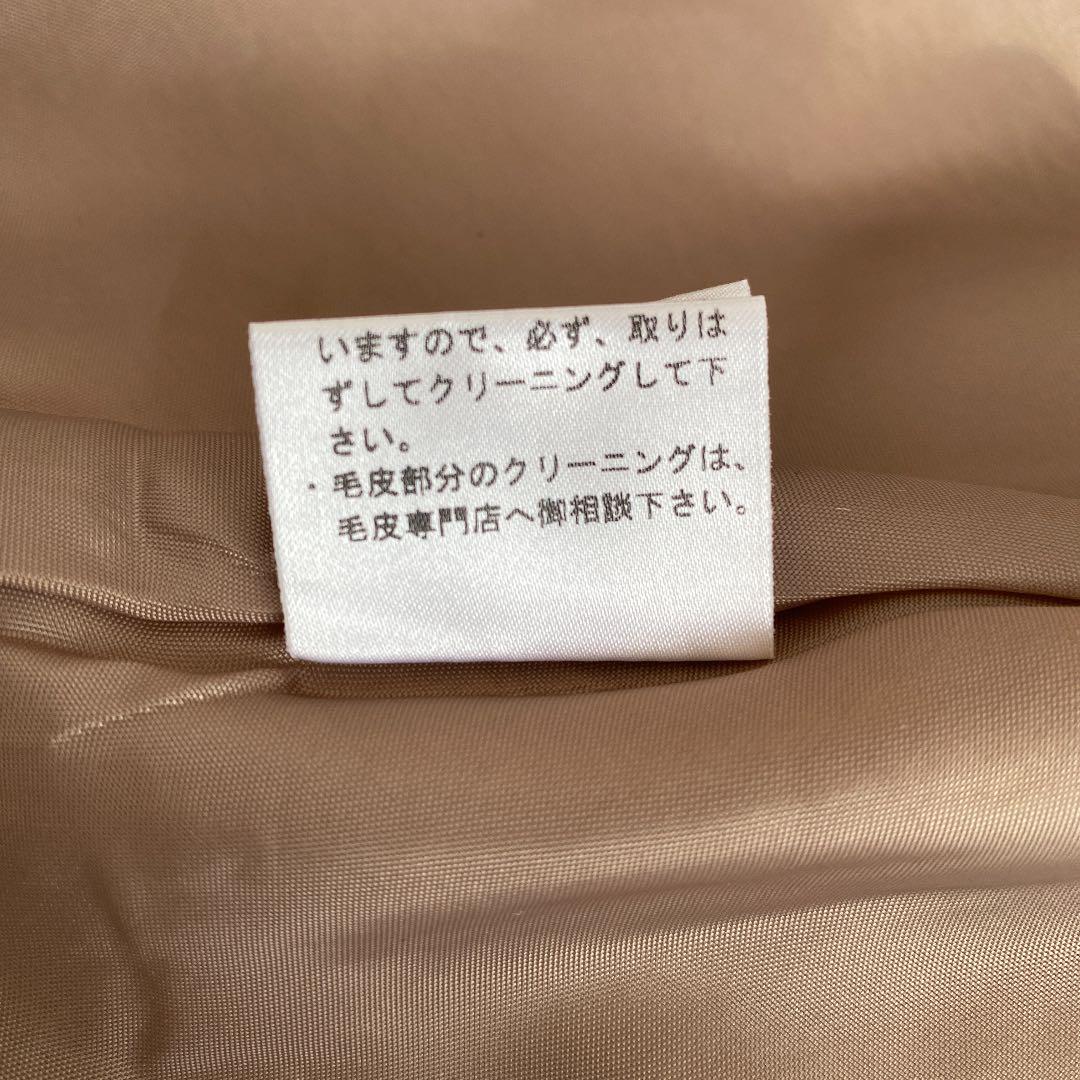 いますので、必ず、取りは
ずしてクリーニングして下
さい。
・毛皮部分のクリーニングは、
毛皮専門店へ御相談下さい。